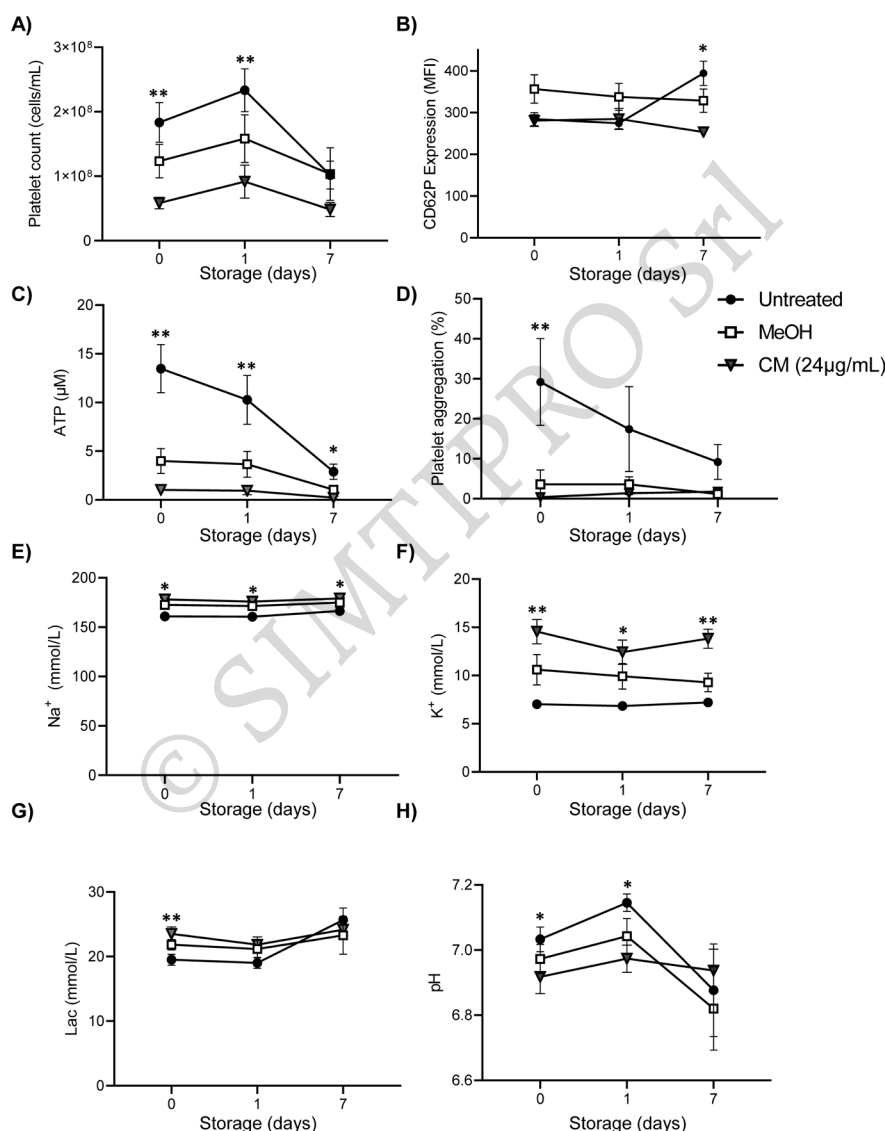 A)
Platelet count (cells/mL)
3×10⁸
2×10⁸
1×10⁸
0
** **
0 1 7
Storage (days)
B)
CD62P Expression (MFI)
400
300
200
100
0
*
0 1 7
Storage (days)
C)
ATP (µM)
20
15
10
5
0
** ** *
0 1 7
Storage (days)
D)
Platelet aggregation (%)
50
40
30
20
10
0
**
0 1 7
Storage (days)
Untreated
MeOH
CM (24µg/mL)
E)
Na⁺ (mmol/L)
200
150
100
50
0
* * *
0 1 7
Storage (days)
F)
K⁺ (mmol/L)
20
15
10
5
0
** * **
0 1 7
Storage (days)
G)
Lac (mmol/L)
30
20
10
0
**
0 1 7
Storage (days)
H)
pH
7.2
7.0
6.8
6.6
* *
0 1 7
Storage (days)
© SIMTIPRO Srl